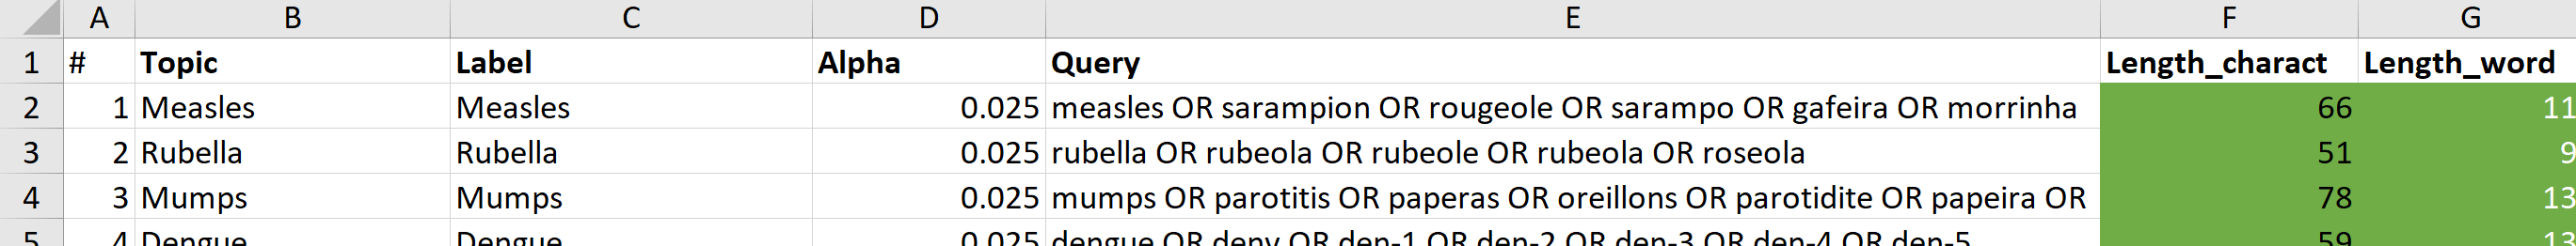 A B C D E F G
1 # Topic Label Alpha Query Length_charact Length_word
2 1 Measles Measles 0.025 measles OR sarampion OR rougeole OR sarampo OR gafeira OR morrinha 66 11
3 2 Rubella Rubella 0.025 rubella OR rubeola OR rubeole OR rubeola OR roseola 51 9
4 3 Mumps Mumps 0.025 mumps OR parotitis OR paperas OR oreillons OR parotidite OR papeira OR 78 13
5 4 Dengue Dengue 0.025 dengue OR denv OR den-1 OR den-2 OR den-3 OR den-4 OR den-5 59 13